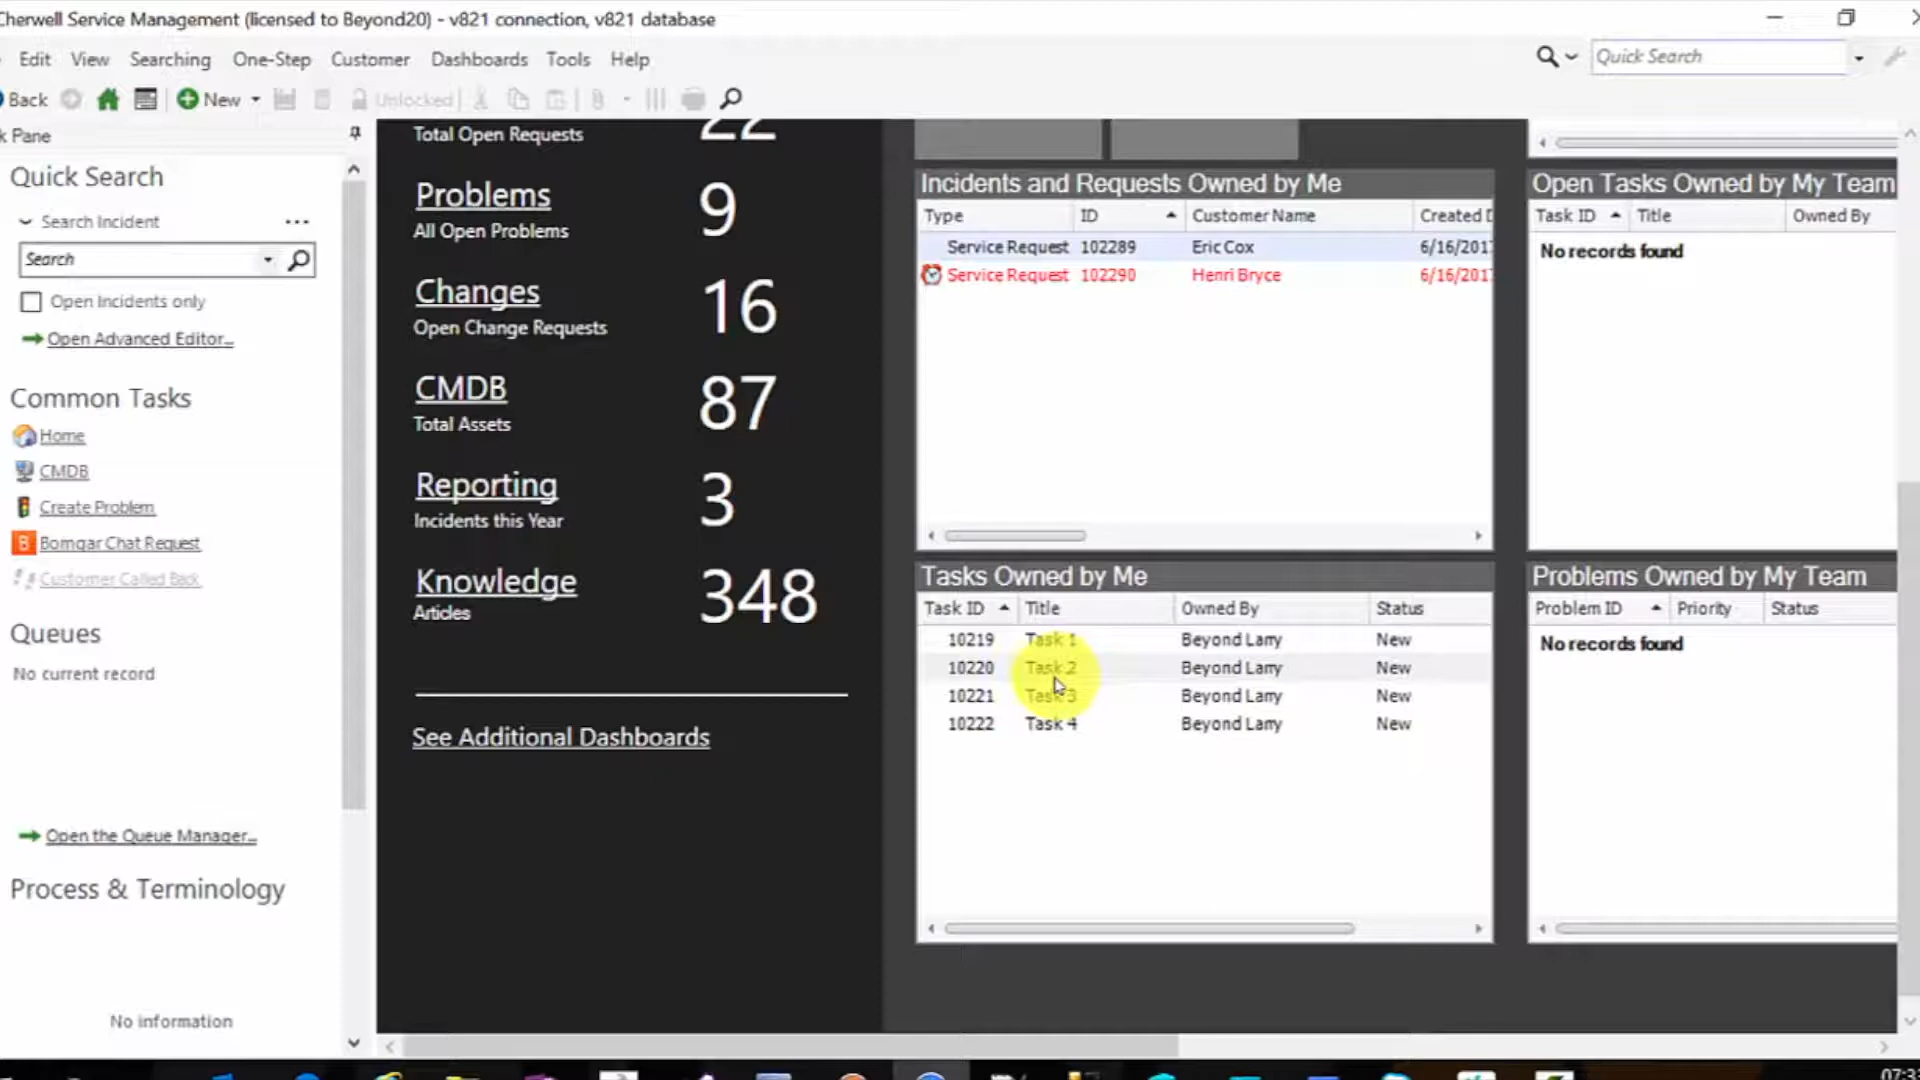 Cherwell Service Management (licensed to Beyond20) - v821 connection, v821 database
Edit View Searching One-Step Customer Dashboards Tools Help
Quick Search
Back New Unlocked
k Pane
Quick Search
Search Incident
Search
Open Incidents only
Open Advanced Editor...
Common Tasks
Home
CMDB
Create Problem
B Bomgar Chat Request
Customer Called Back
Queues
No current record
Open the Queue Manager...
Process & Terminology
No information
Total Open Requests 22
Problems 9
All Open Problems
Changes 16
Open Change Requests
CMDB 87
Total Assets
Reporting 3
Incidents this Year
Knowledge 348
Articles
See Additional Dashboards
Incidents and Requests Owned by Me
Type ID Customer Name Created D
Service Request 102289 Eric Cox 6/16/201
Service Request 102290 Henri Bryce 6/16/201
Tasks Owned by Me
Task ID Title Owned By Status
10219 Task 1 Beyond Larry New
10220 Task 2 Beyond Larry New
10221 Task 3 Beyond Larry New
10222 Task 4 Beyond Larry New
Open Tasks Owned by My Team
Task ID Title Owned By
No records found
Problems Owned by My Team
Problem ID Priority Status
No records found